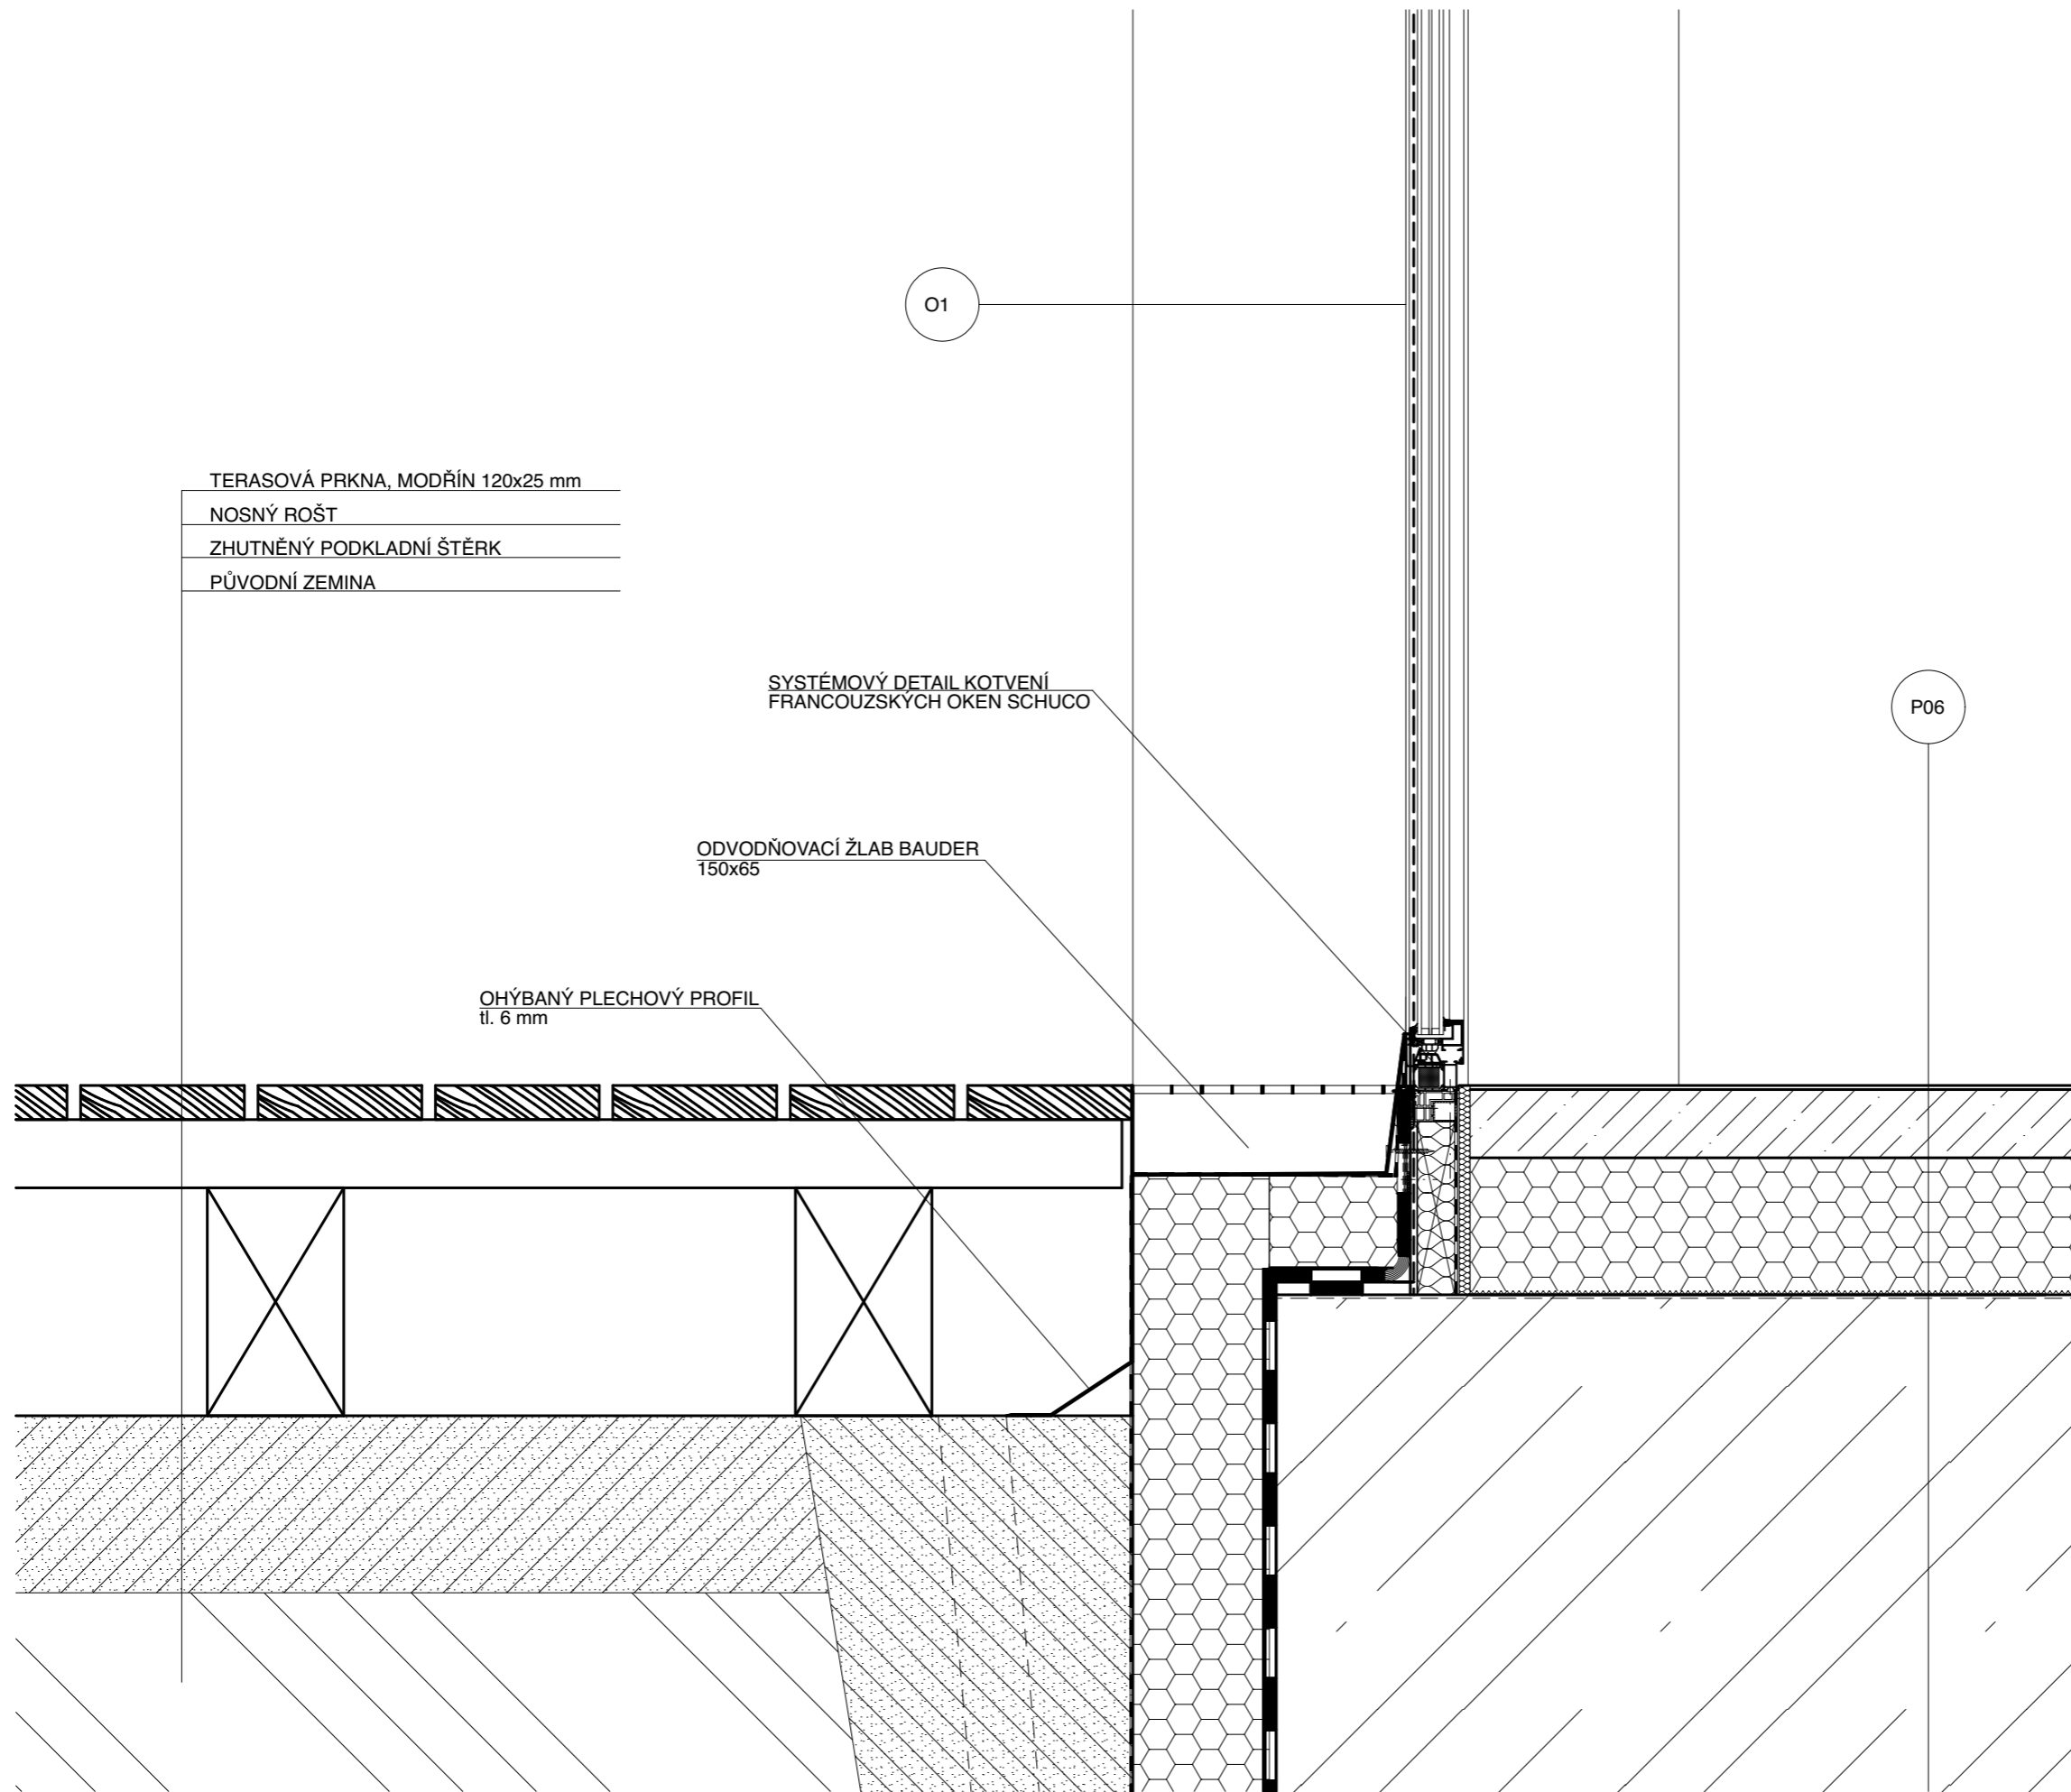 O1
TERASOVÁ PRKNA, MODŘÍN 120x25 mm
NOSNÝ ROŠT
ZHUTNĚNÝ PODKLADNÍ ŠTĚRK
PŮVODNÍ ZEMINA
SYSTÉMOVÝ DETAIL KOTVENÍ
FRANCOUZSKÝCH OKEN SCHUCO
P06
ODVODŇOVACÍ ŽLAB BAUDER
150x65
OHÝBANÝ PLECHOVÝ PROFIL
tl. 6 mm